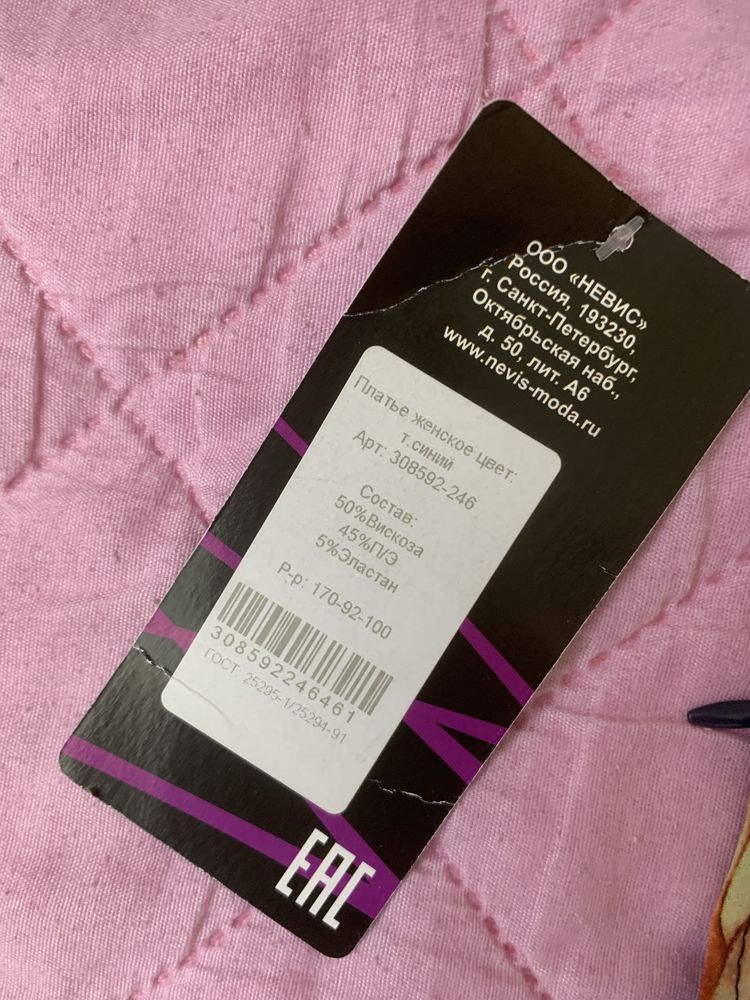 ООО «НЕВИС»
Россия, 193230,
г. Санкт-Петербург,
Октябрьская наб.,
д. 50, лит. А6
www.nevis-moda.ru
Платье женское цвет:
т.синий
Арт: 308592-246
Состав:
50%Вискоза
45%П/Э
5%Эластан
Р-р: 170-92-100
308592246461
ГОСТ: 25295-1/25294-91
EAC